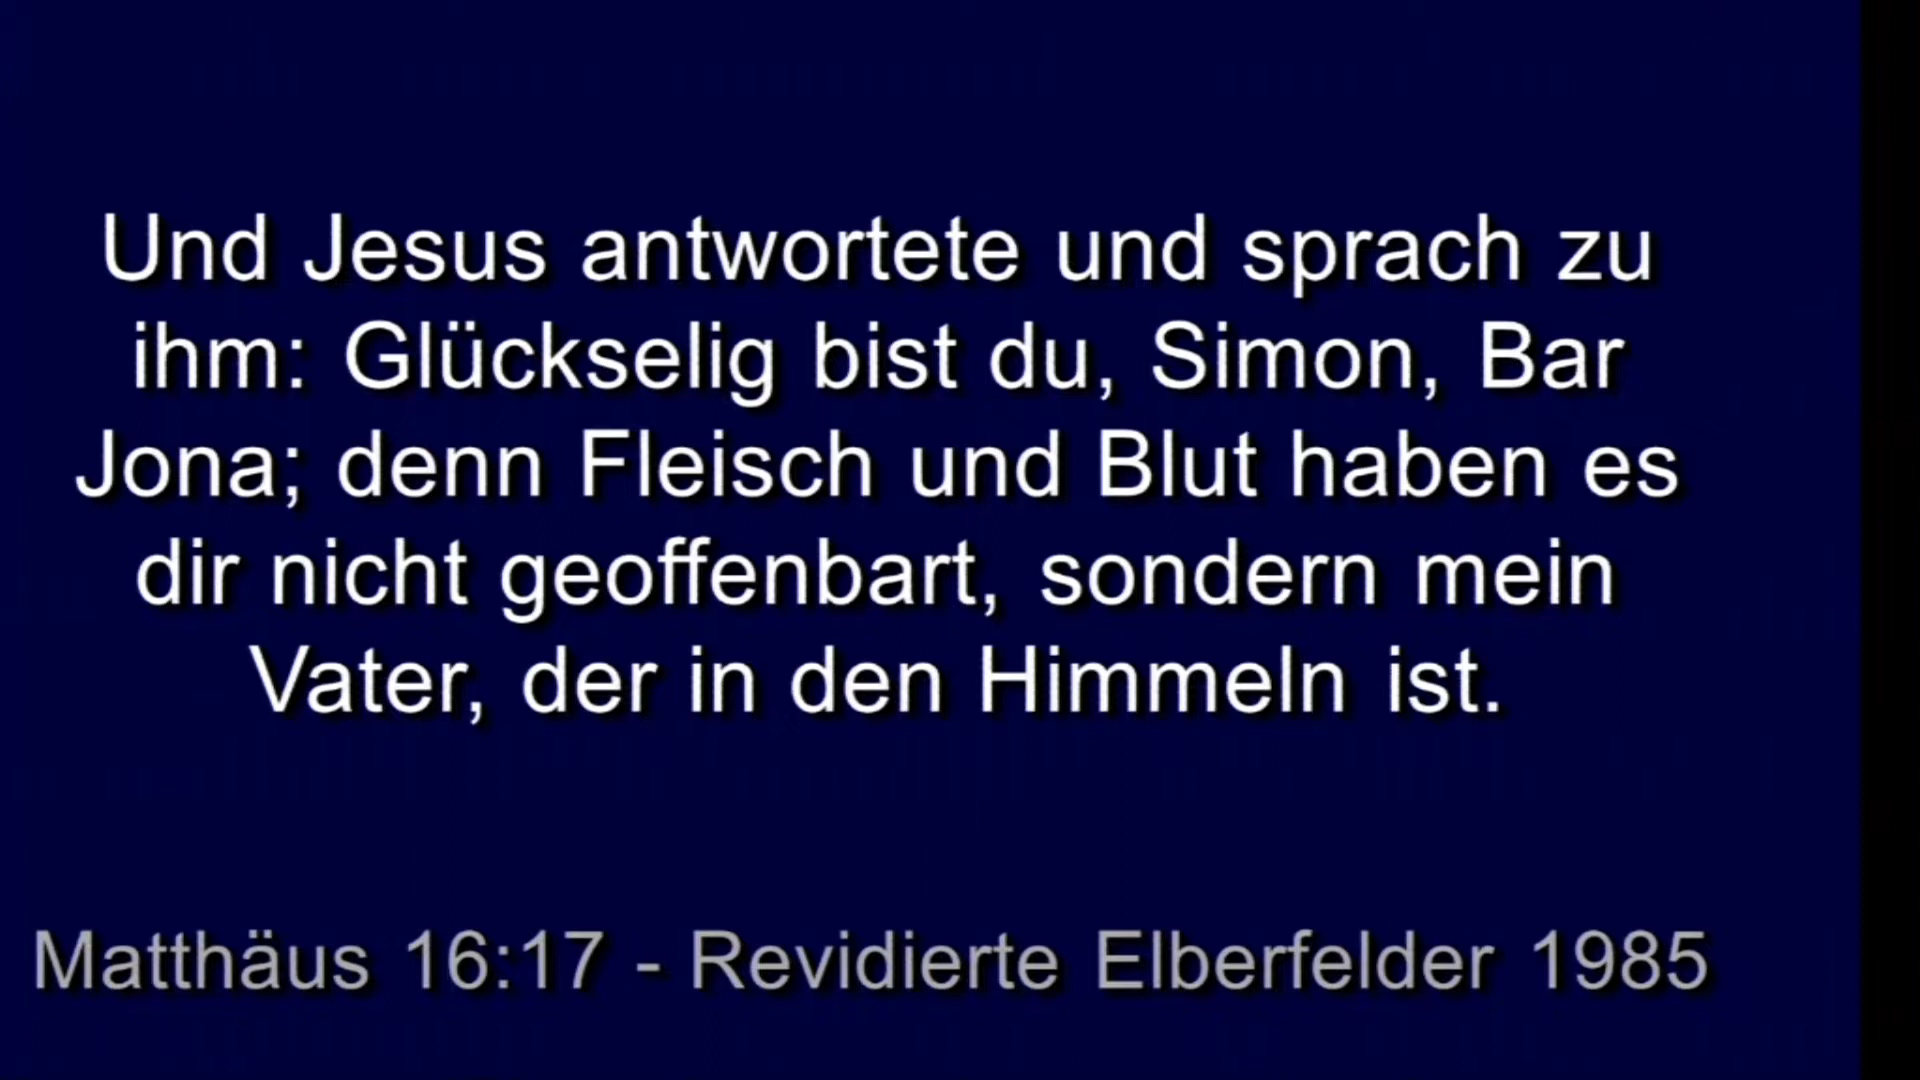 Und Jesus antwortete und sprach zu
ihm: Glückselig bist du, Simon, Bar
Jona; denn Fleisch und Blut haben es
dir nicht geoffenbart, sondern mein
Vater, der in den Himmeln ist.
Matthäus 16:17 - Revidierte Elberfelder 1985